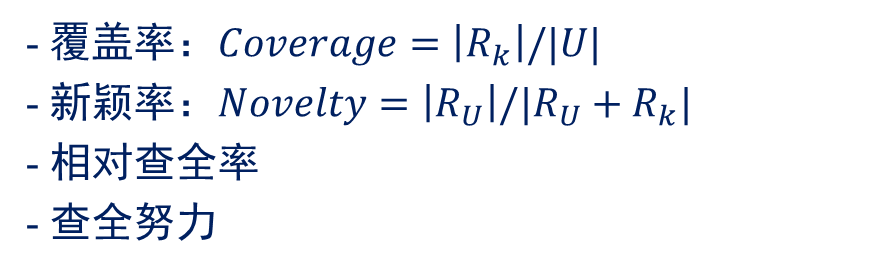 - 覆盖率：Coverage = |R_k|/|U|
- 新颖率：Novelty = |R_U|/|R_U + R_k|
- 相对查全率
- 查全努力